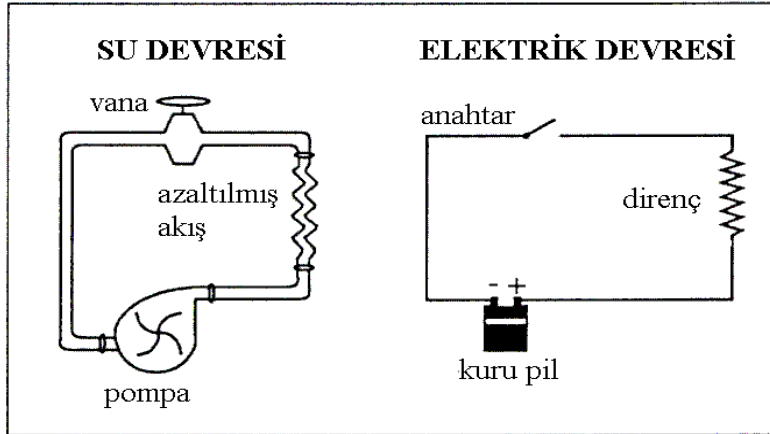 SU DEVRESİ
vana
azaltılmış
akış
pompa
ELEKTRİK DEVRESİ
anahtar
direnç
- +
kuru pil